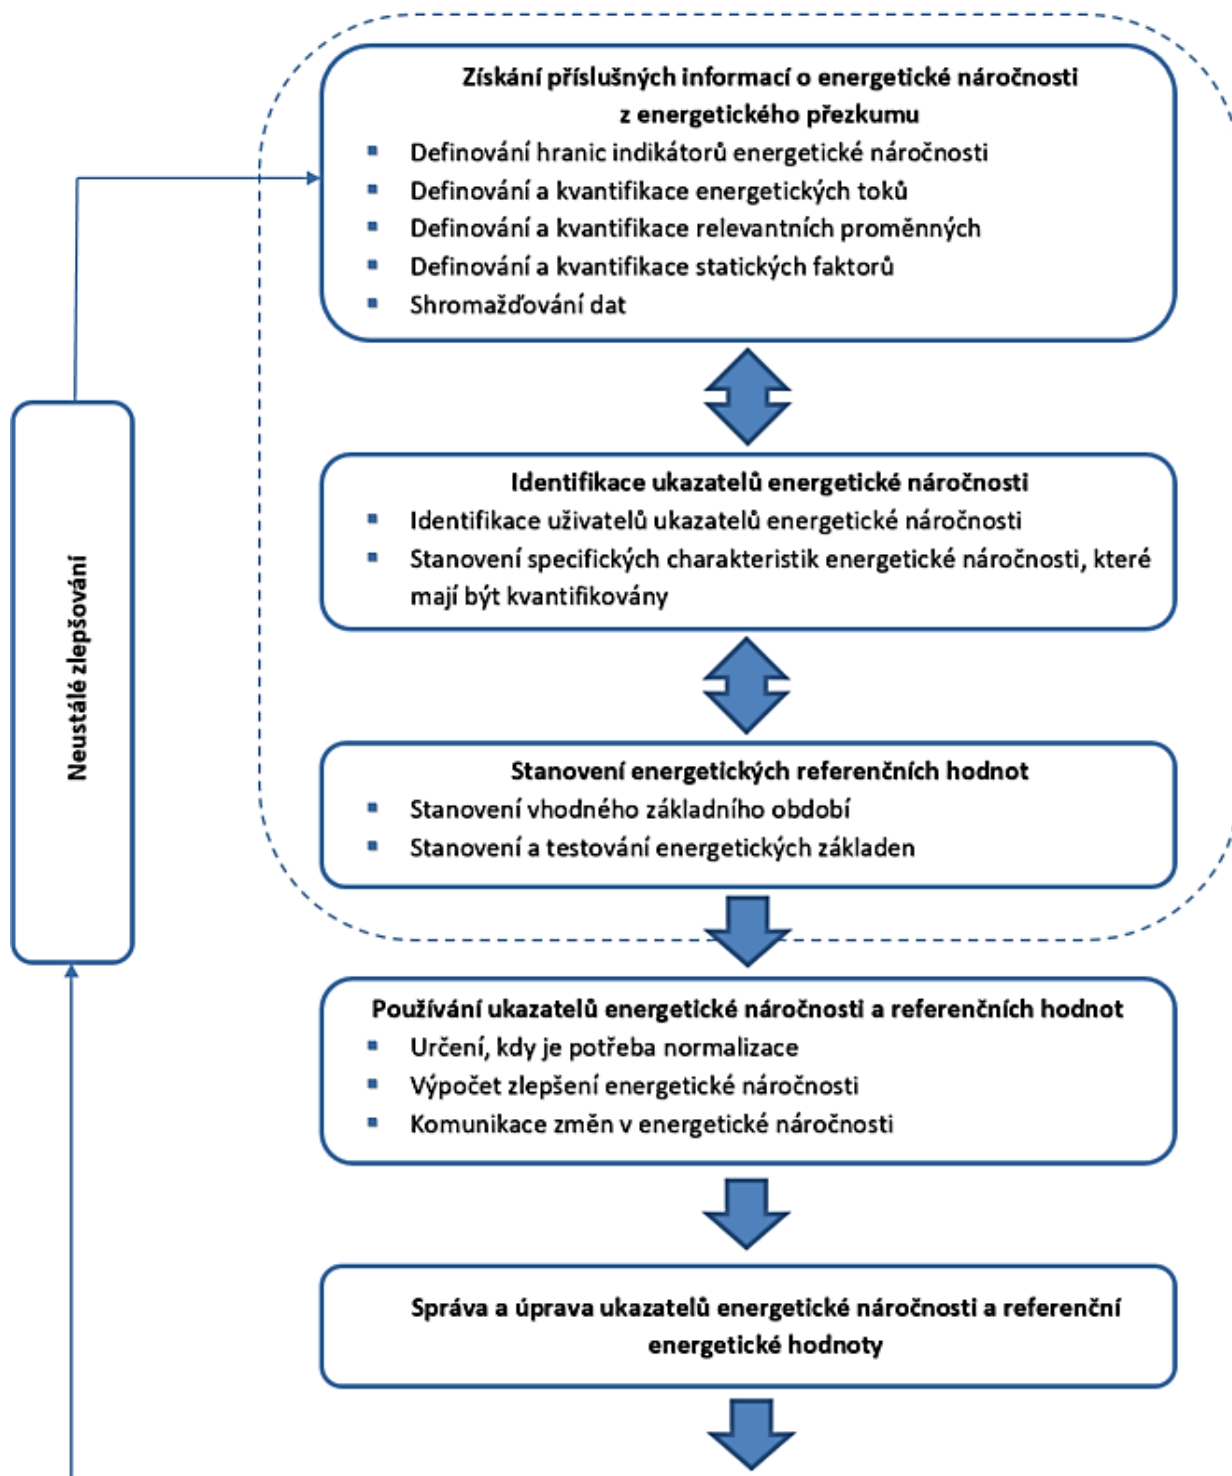 Získání příslušných informací o energetické náročnosti
z energetického přezkumu
Definování hranic indikátorů energetické náročnosti
Definování a kvantifikace energetických toků
Definování a kvantifikace relevantních proměnných
Definování a kvantifikace statických faktorů
Shromažďování dat
Identifikace ukazatelů energetické náročnosti
Identifikace uživatelů ukazatelů energetické náročnosti
Stanovení specifických charakteristik energetické náročnosti, které
mají být kvantifikovány
Neustálé zlepšování
Stanovení energetických referenčních hodnot
Stanovení vhodného základního období
Stanovení a testování energetických základen
Používání ukazatelů energetické náročnosti a referenčních hodnot
Určení, kdy je potřeba normalizace
Výpočet zlepšení energetické náročnosti
Komunikace změn v energetické náročnosti
Správa a úprava ukazatelů energetické náročnosti a referenční
energetické hodnoty